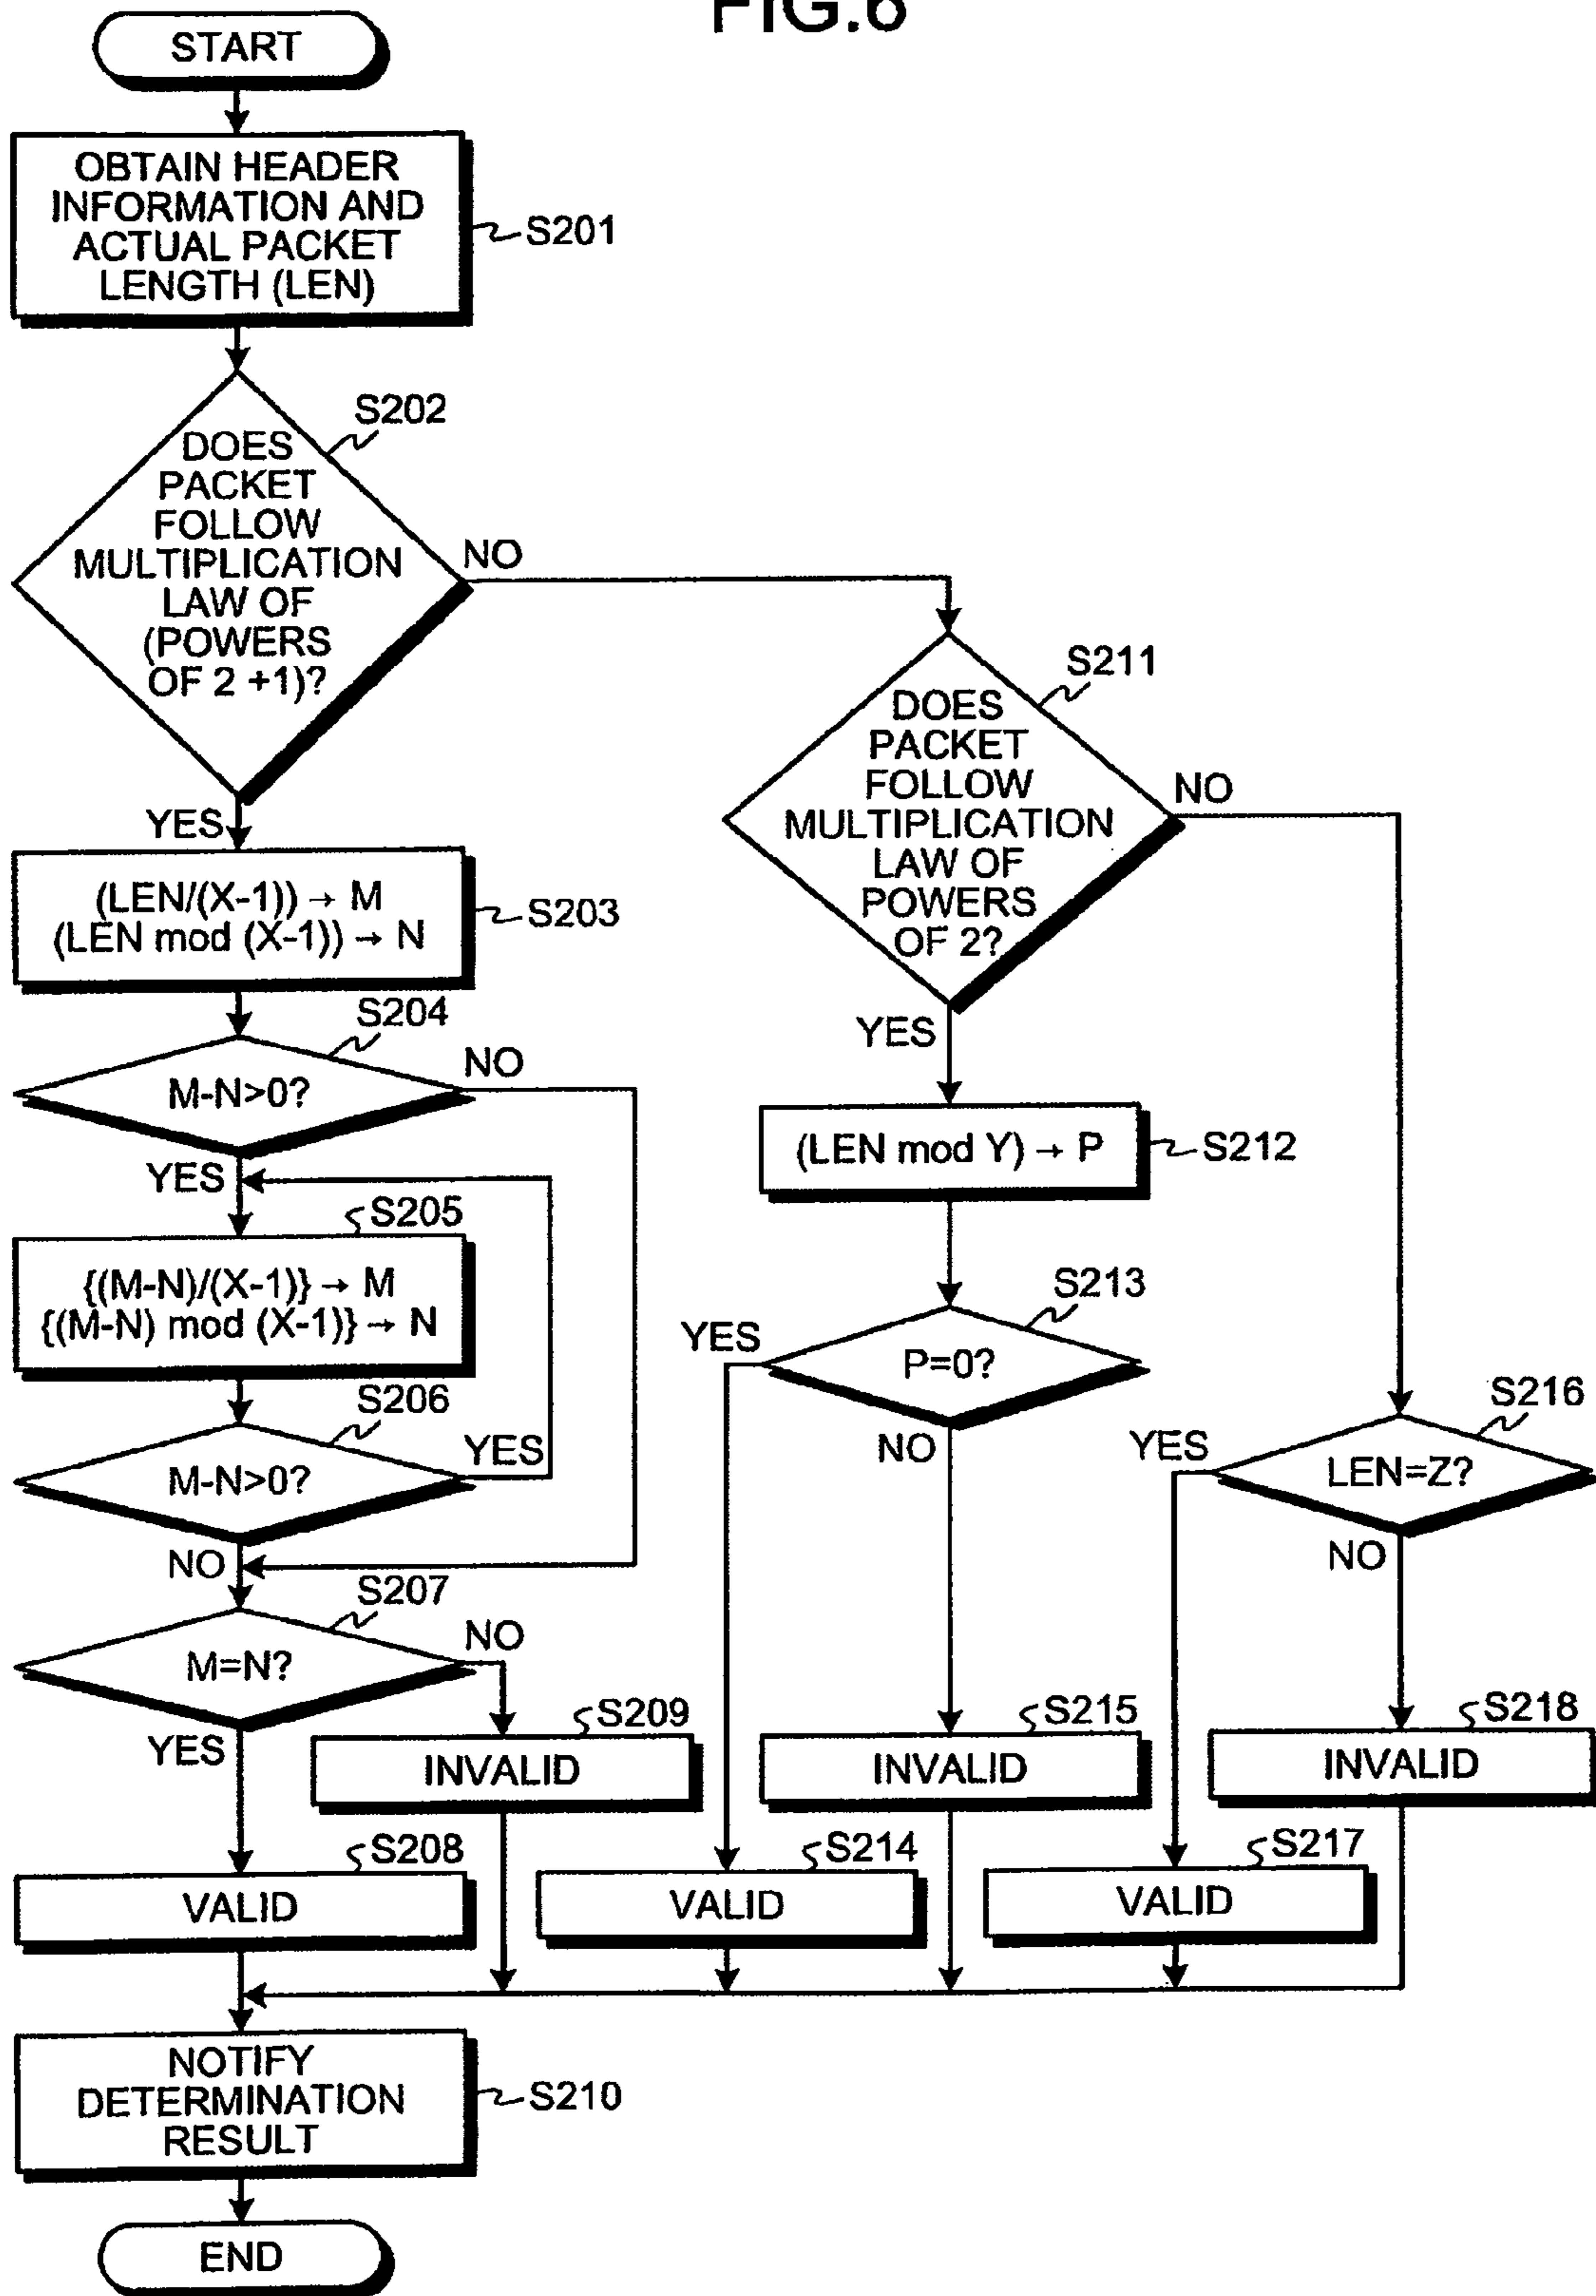 FIG.6
START
OBTAIN HEADER
INFORMATION AND
ACTUAL PACKET
LENGTH (LEN)
S201
S202
DOES
PACKET
FOLLOW
MULTIPLICATION
LAW OF
(POWERS
OF 2 +1)?
NO
YES
S211
DOES
PACKET
FOLLOW
MULTIPLICATION
LAW OF
POWERS
OF 2?
NO
YES
(LEN/(X-1)) → M
(LEN mod (X-1)) → N
S203
S204
M-N>0?
NO
YES
S205
{(M-N)/(X-1)} → M
{(M-N) mod (X-1)} → N
S206
M-N>0?
YES
NO
S207
M=N?
NO
YES
S209
INVALID
S208
VALID
(LEN mod Y) → P
S212
S213
P=0?
YES
NO
S215
INVALID
S214
VALID
S216
LEN=Z?
YES
NO
S218
INVALID
S217
VALID
NOTIFY
DETERMINATION
RESULT
S210
END